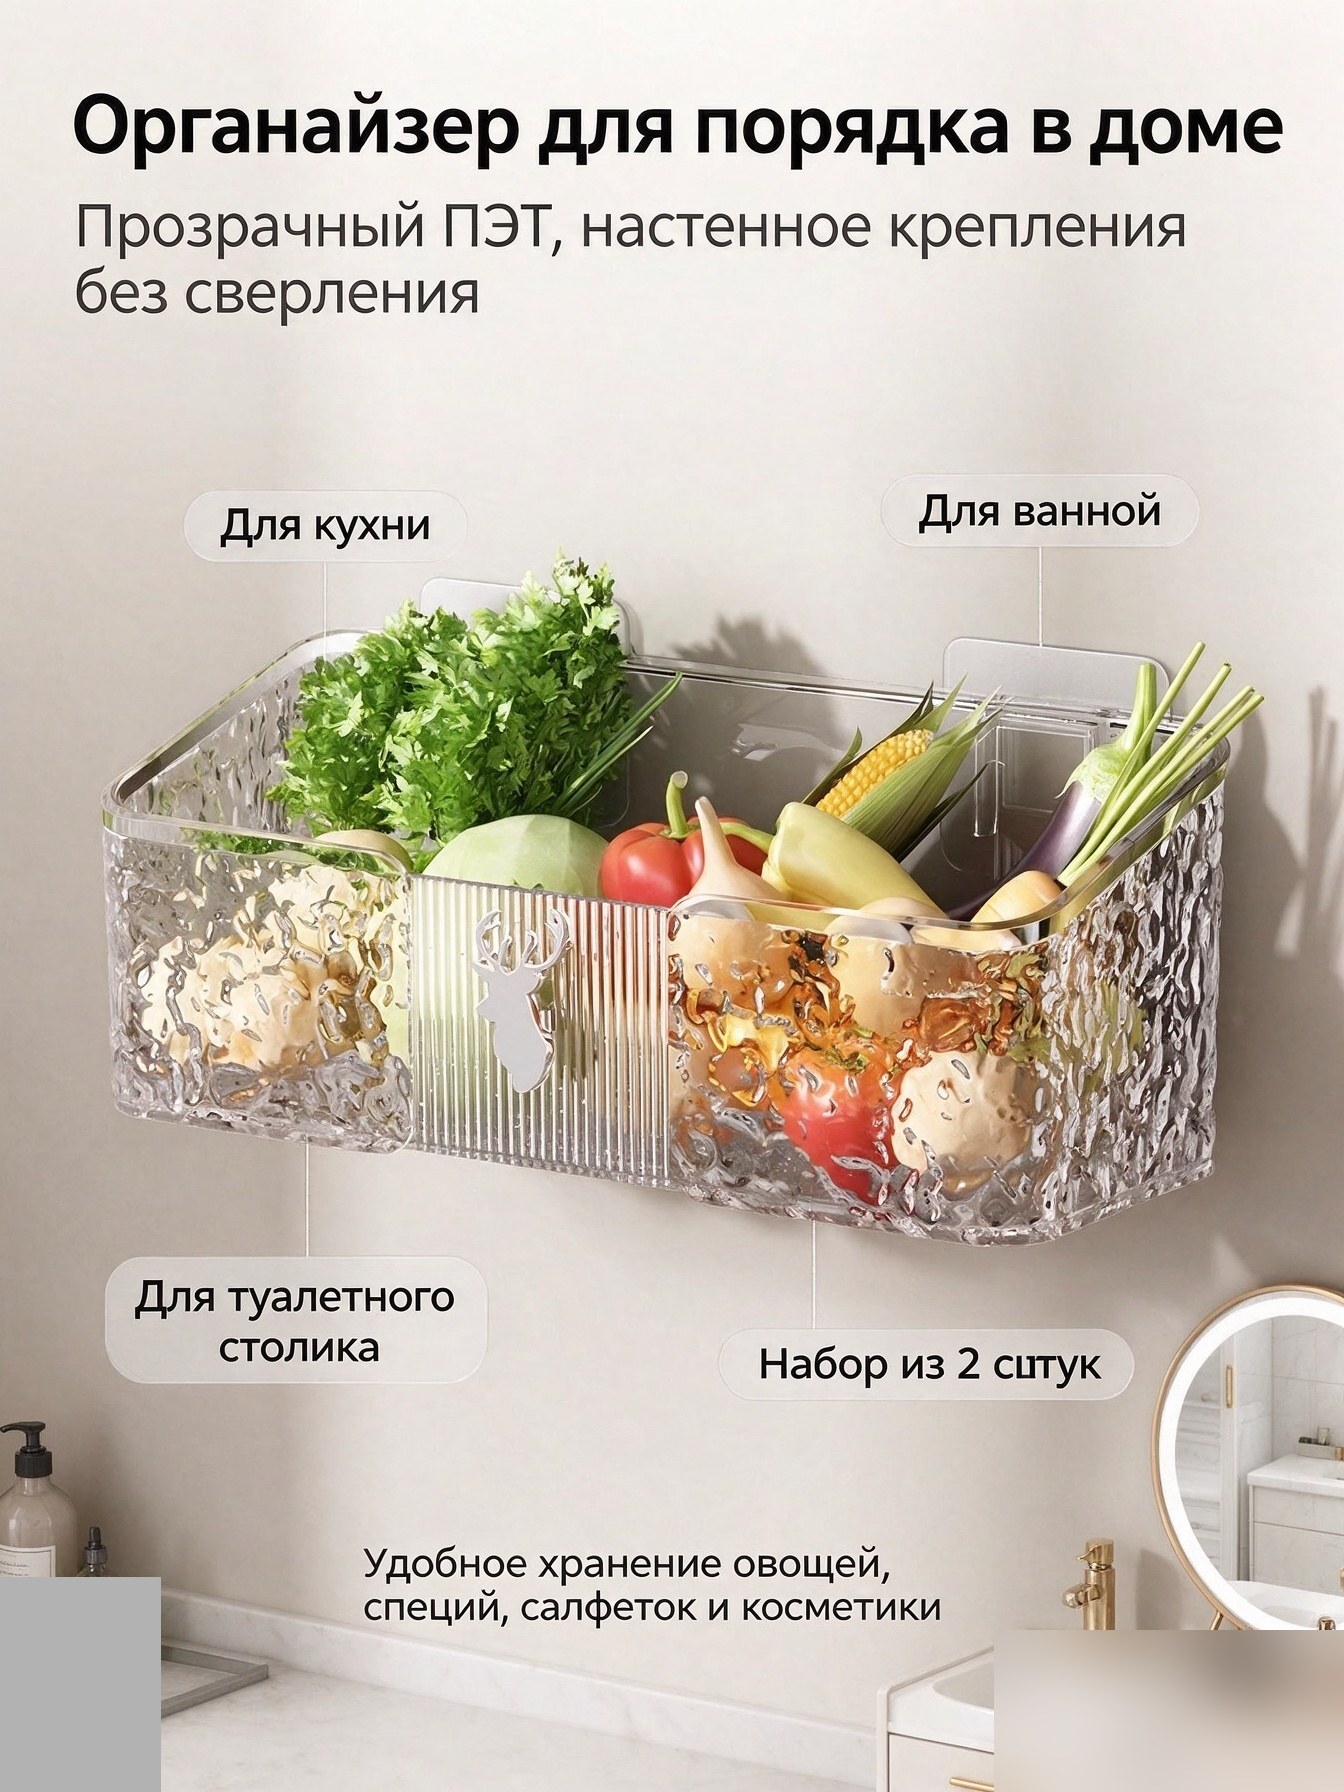 Органайзер для порядка в доме
Прозрачный ПЭТ, настенное крепления
без сверления
Для кухни
Для ванной
Для туалетного
столика
Набор из 2 сштук
Удобное хранение овощей,
специй, салфеток и косметики